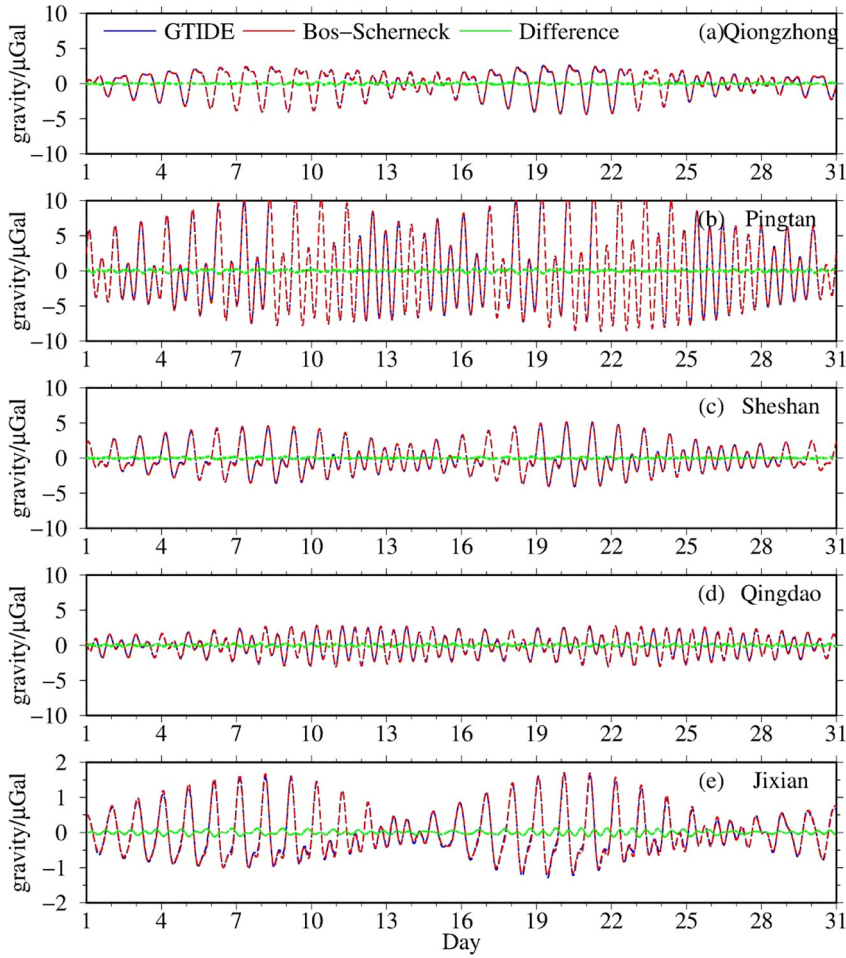 GTIDE Bos−Scherneck Difference (a)Qiongzhong
gravity/μGal
10
5
0
−5
−10
1 4 7 10 13 16 19 22 25 28 31
(b) Pingtan
gravity/μGal
10
5
0
−5
−10
1 4 7 10 13 16 19 22 25 28 31
(c) Sheshan
gravity/μGal
10
5
0
−5
−10
1 4 7 10 13 16 19 22 25 28 31
(d) Qingdao
gravity/μGal
10
5
0
−5
−10
1 4 7 10 13 16 19 22 25 28 31
(e) Jixian
gravity/μGal
2
1
0
−1
−2
1 4 7 10 13 16 19 22 25 28 31
Day